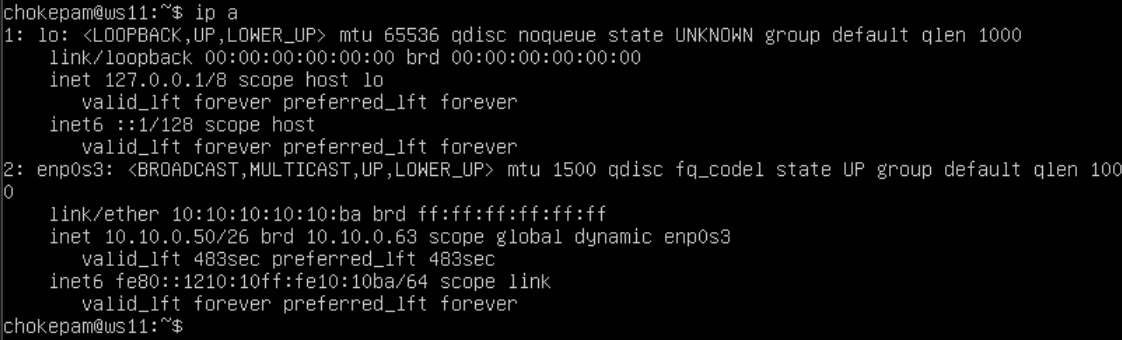 chokepam@ws11:~$ ip a
1: lo: <LOOPBACK,UP,LOWER_UP> mtu 65536 qdisc noqueue state UNKNOWN group default qlen 1000
    link/loopback 00:00:00:00:00:00 brd 00:00:00:00:00:00
    inet 127.0.0.1/8 scope host lo
       valid_lft forever preferred_lft forever
    inet6 ::1/128 scope host
       valid_lft forever preferred_lft forever
2: enp0s3: <BROADCAST,MULTICAST,UP,LOWER_UP> mtu 1500 qdisc fq_codel state UP group default qlen 100
0
    link/ether 10:10:10:10:10:ba brd ff:ff:ff:ff:ff:ff
    inet 10.10.0.50/26 brd 10.10.0.63 scope global dynamic enp0s3
       valid_lft 483sec preferred_lft 483sec
    inet6 fe80::1210:10ff:fe10:10ba/64 scope link
       valid_lft forever preferred_lft forever
chokepam@ws11:~$